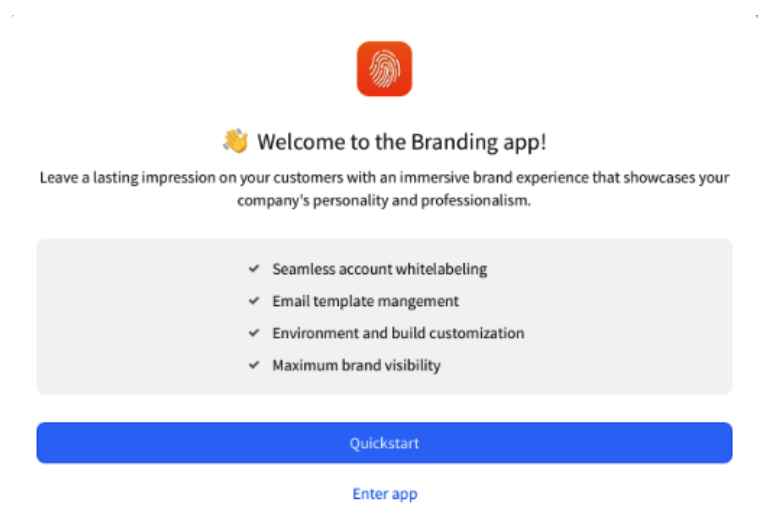 👋 Welcome to the Branding app!
Leave a lasting impression on your customers with an immersive brand experience that showcases your
company's personality and professionalism.
Seamless account whitelabeling
Email template mangement
Environment and build customization
Maximum brand visibility
Quickstart
Enter app